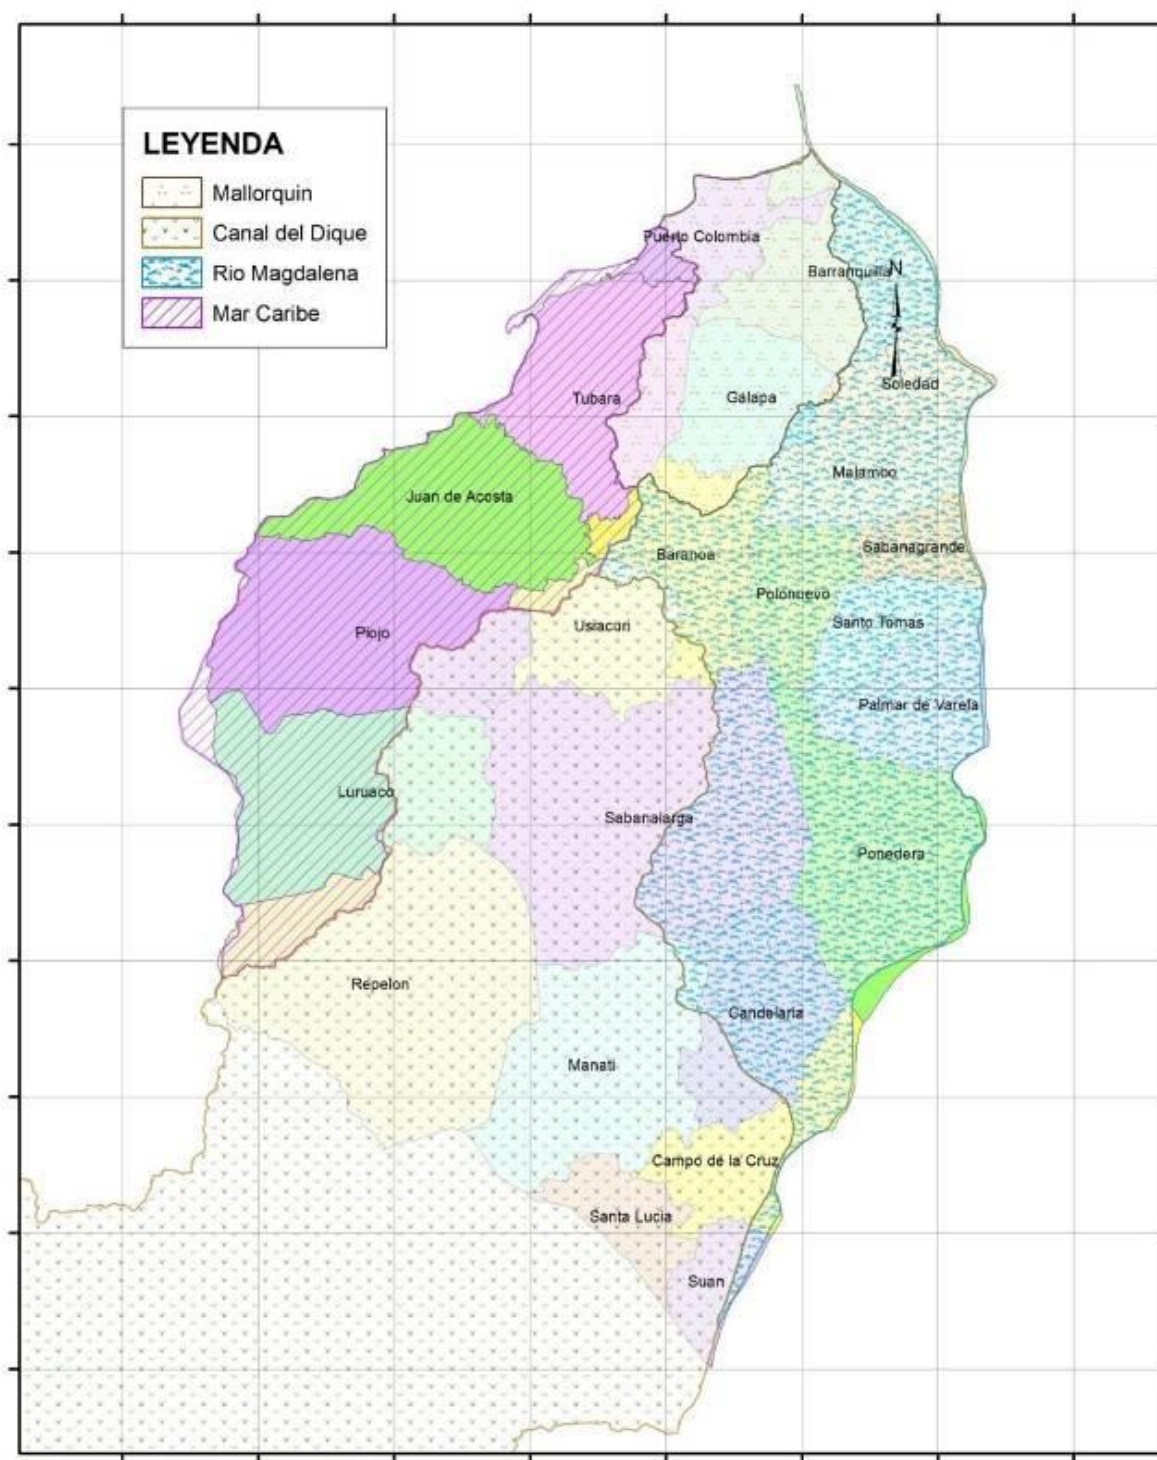 LEYENDA
Mallorquin
Canal del Dique
Rio Magdalena
Mar Caribe
Puerto Colombia
Barranquilla
N
Soledad
Tubara
Galapa
Malambo
Juan de Acosta
Baranoa
Sabanagrande
Polonuevo
Usiacuri
Santo Tomas
Piojo
Palmar de Varela
Luruaco
Sabanalarga
Ponedera
Repelon
Candelaria
Manati
Campo de la Cruz
Santa Lucia
Suan